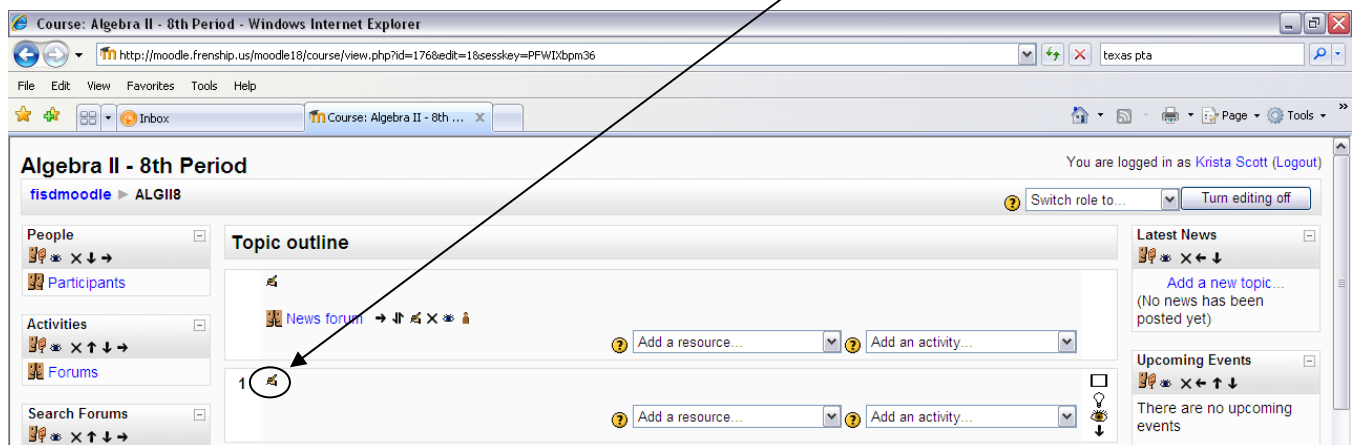 Course: Algebra II - 8th Period - Windows Internet Explorer
http://moodle.frenship.us/moodle18/course/view.php?id=176&edit=1&sesskey=PFWIXbpm36
texas pta
File Edit View Favorites Tools Help
Inbox
Course: Algebra II - 8th ...
Page
Tools
»
Algebra II - 8th Period
You are logged in as Krista Scott (Logout)
fisdmoodle ► ALGII8
Switch role to...
Turn editing off
People
Participants
Activities
Forums
Search Forums
Topic outline
News forum
Add a resource...
Add an activity...
1
Add a resource...
Add an activity...
Latest News
Add a new topic...
(No news has been
posted yet)
Upcoming Events
There are no upcoming
events